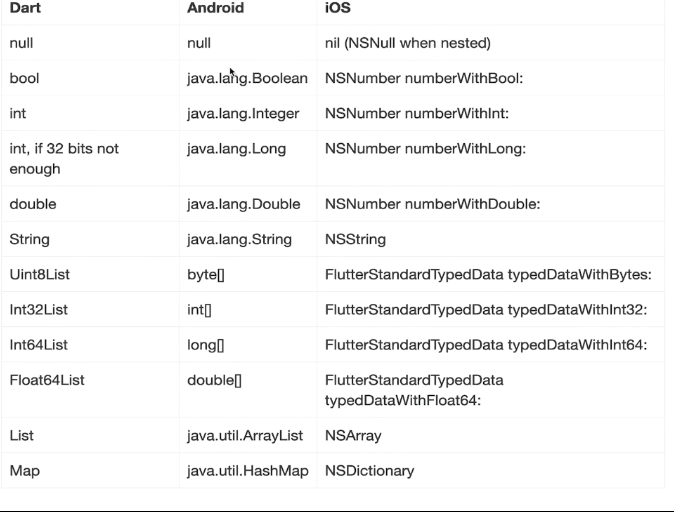 Dart Android iOS
null null nil (NSNull when nested)
bool java.lang.Boolean NSNumber numberWithBool:
int java.lang.Integer NSNumber numberWithInt:
int, if 32 bits not java.lang.Long NSNumber numberWithLong:
enough
double java.lang.Double NSNumber numberWithDouble:
String java.lang.String NSString
Uint8List byte[] FlutterStandardTypedData typedDataWithBytes:
Int32List int[] FlutterStandardTypedData typedDataWithInt32:
Int64List long[] FlutterStandardTypedData typedDataWithInt64:
Float64List double[] FlutterStandardTypedData
typedDataWithFloat64:
List java.util.ArrayList NSArray
Map java.util.HashMap NSDictionary